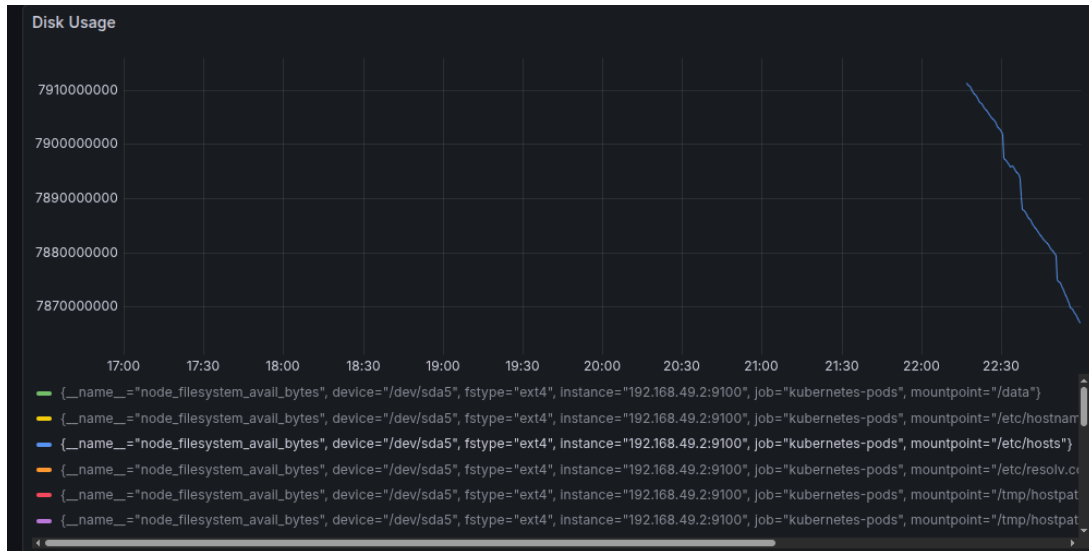 Disk Usage
7910000000
7900000000
7890000000
7880000000
7870000000
17:00 17:30 18:00 18:30 19:00 19:30 20:00 20:30 21:00 21:30 22:00 22:30
{__name__="node_filesystem_avail_bytes", device="/dev/sda5", fstype="ext4", instance="192.168.49.2:9100", job="kubernetes-pods", mountpoint="/data"}
{__name__="node_filesystem_avail_bytes", device="/dev/sda5", fstype="ext4", instance="192.168.49.2:9100", job="kubernetes-pods", mountpoint="/etc/hostnam
{__name__="node_filesystem_avail_bytes", device="/dev/sda5", fstype="ext4", instance="192.168.49.2:9100", job="kubernetes-pods", mountpoint="/etc/hosts"}
{__name__="node_filesystem_avail_bytes", device="/dev/sda5", fstype="ext4", instance="192.168.49.2:9100", job="kubernetes-pods", mountpoint="/etc/resolv.co
{__name__="node_filesystem_avail_bytes", device="/dev/sda5", fstype="ext4", instance="192.168.49.2:9100", job="kubernetes-pods", mountpoint="/tmp/hostpat
{__name__="node_filesystem_avail_bytes", device="/dev/sda5", fstype="ext4", instance="192.168.49.2:9100", job="kubernetes-pods", mountpoint="/tmp/hostpat